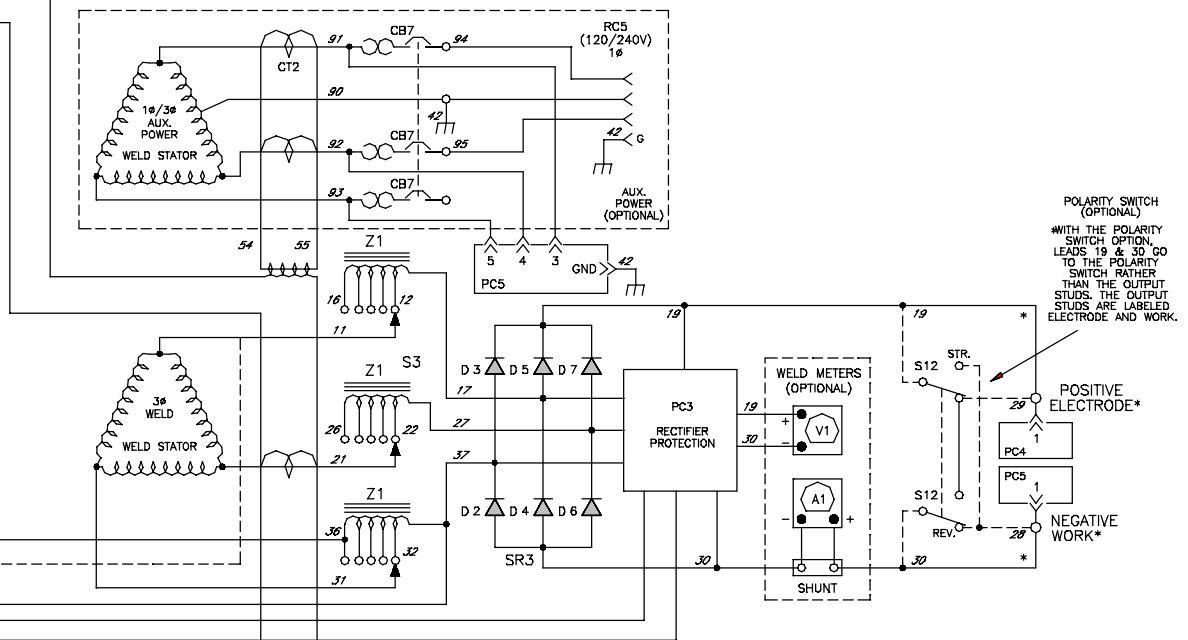 RC5
(120/240V)
1ø
91
CB7
94
CT2
90
42
1ø/3ø
AUX.
POWER
WELD STATOR
92
CB7
95
42
G
93
CB7
AUX.
POWER
(OPTIONAL)
54
55
Z1
5
4
3
GND
42
PC5
16
12
11
POLARITY SWITCH
(OPTIONAL)
*WITH THE POLARITY
SWITCH OPTION,
LEADS 19 & 30 GO
TO THE POLARITY
SWITCH RATHER
THAN THE OUTPUT
STUDS. THE OUTPUT
STUDS ARE LABELED
ELECTRODE AND WORK.
19
19
*
3ø
WELD
WELD STATOR
Z1
S3
26
22
21
17
27
37
D3
D5
D7
PC3
RECTIFIER
PROTECTION
19
30
WELD METERS
(OPTIONAL)
+
-
V1
A1
-
+
SHUNT
S12
STR.
29
POSITIVE
ELECTRODE*
1
PC4
PC5
1
S12
REV.
28
NEGATIVE
WORK*
*
Z1
36
32
31
D2
D4
D6
SR3
30
30